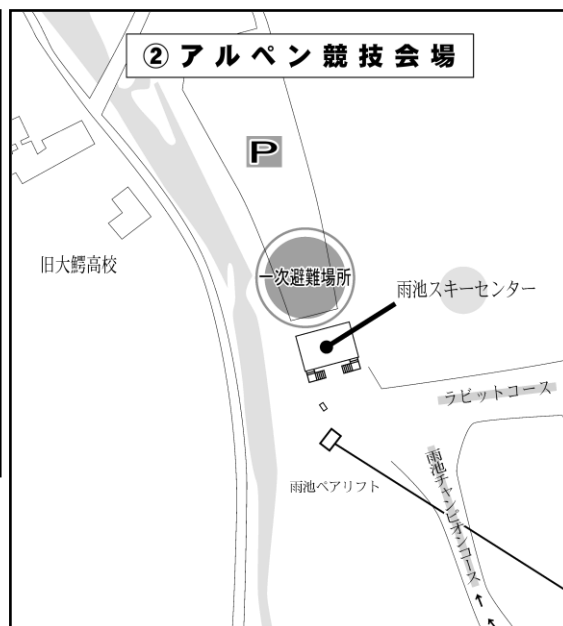 ②アルペン競技会場
P
一次避難場所
旧大鰐高校
雨池スキーセンター
ラビットコース
雨池ペアリフト
雨池チャンピオンコース